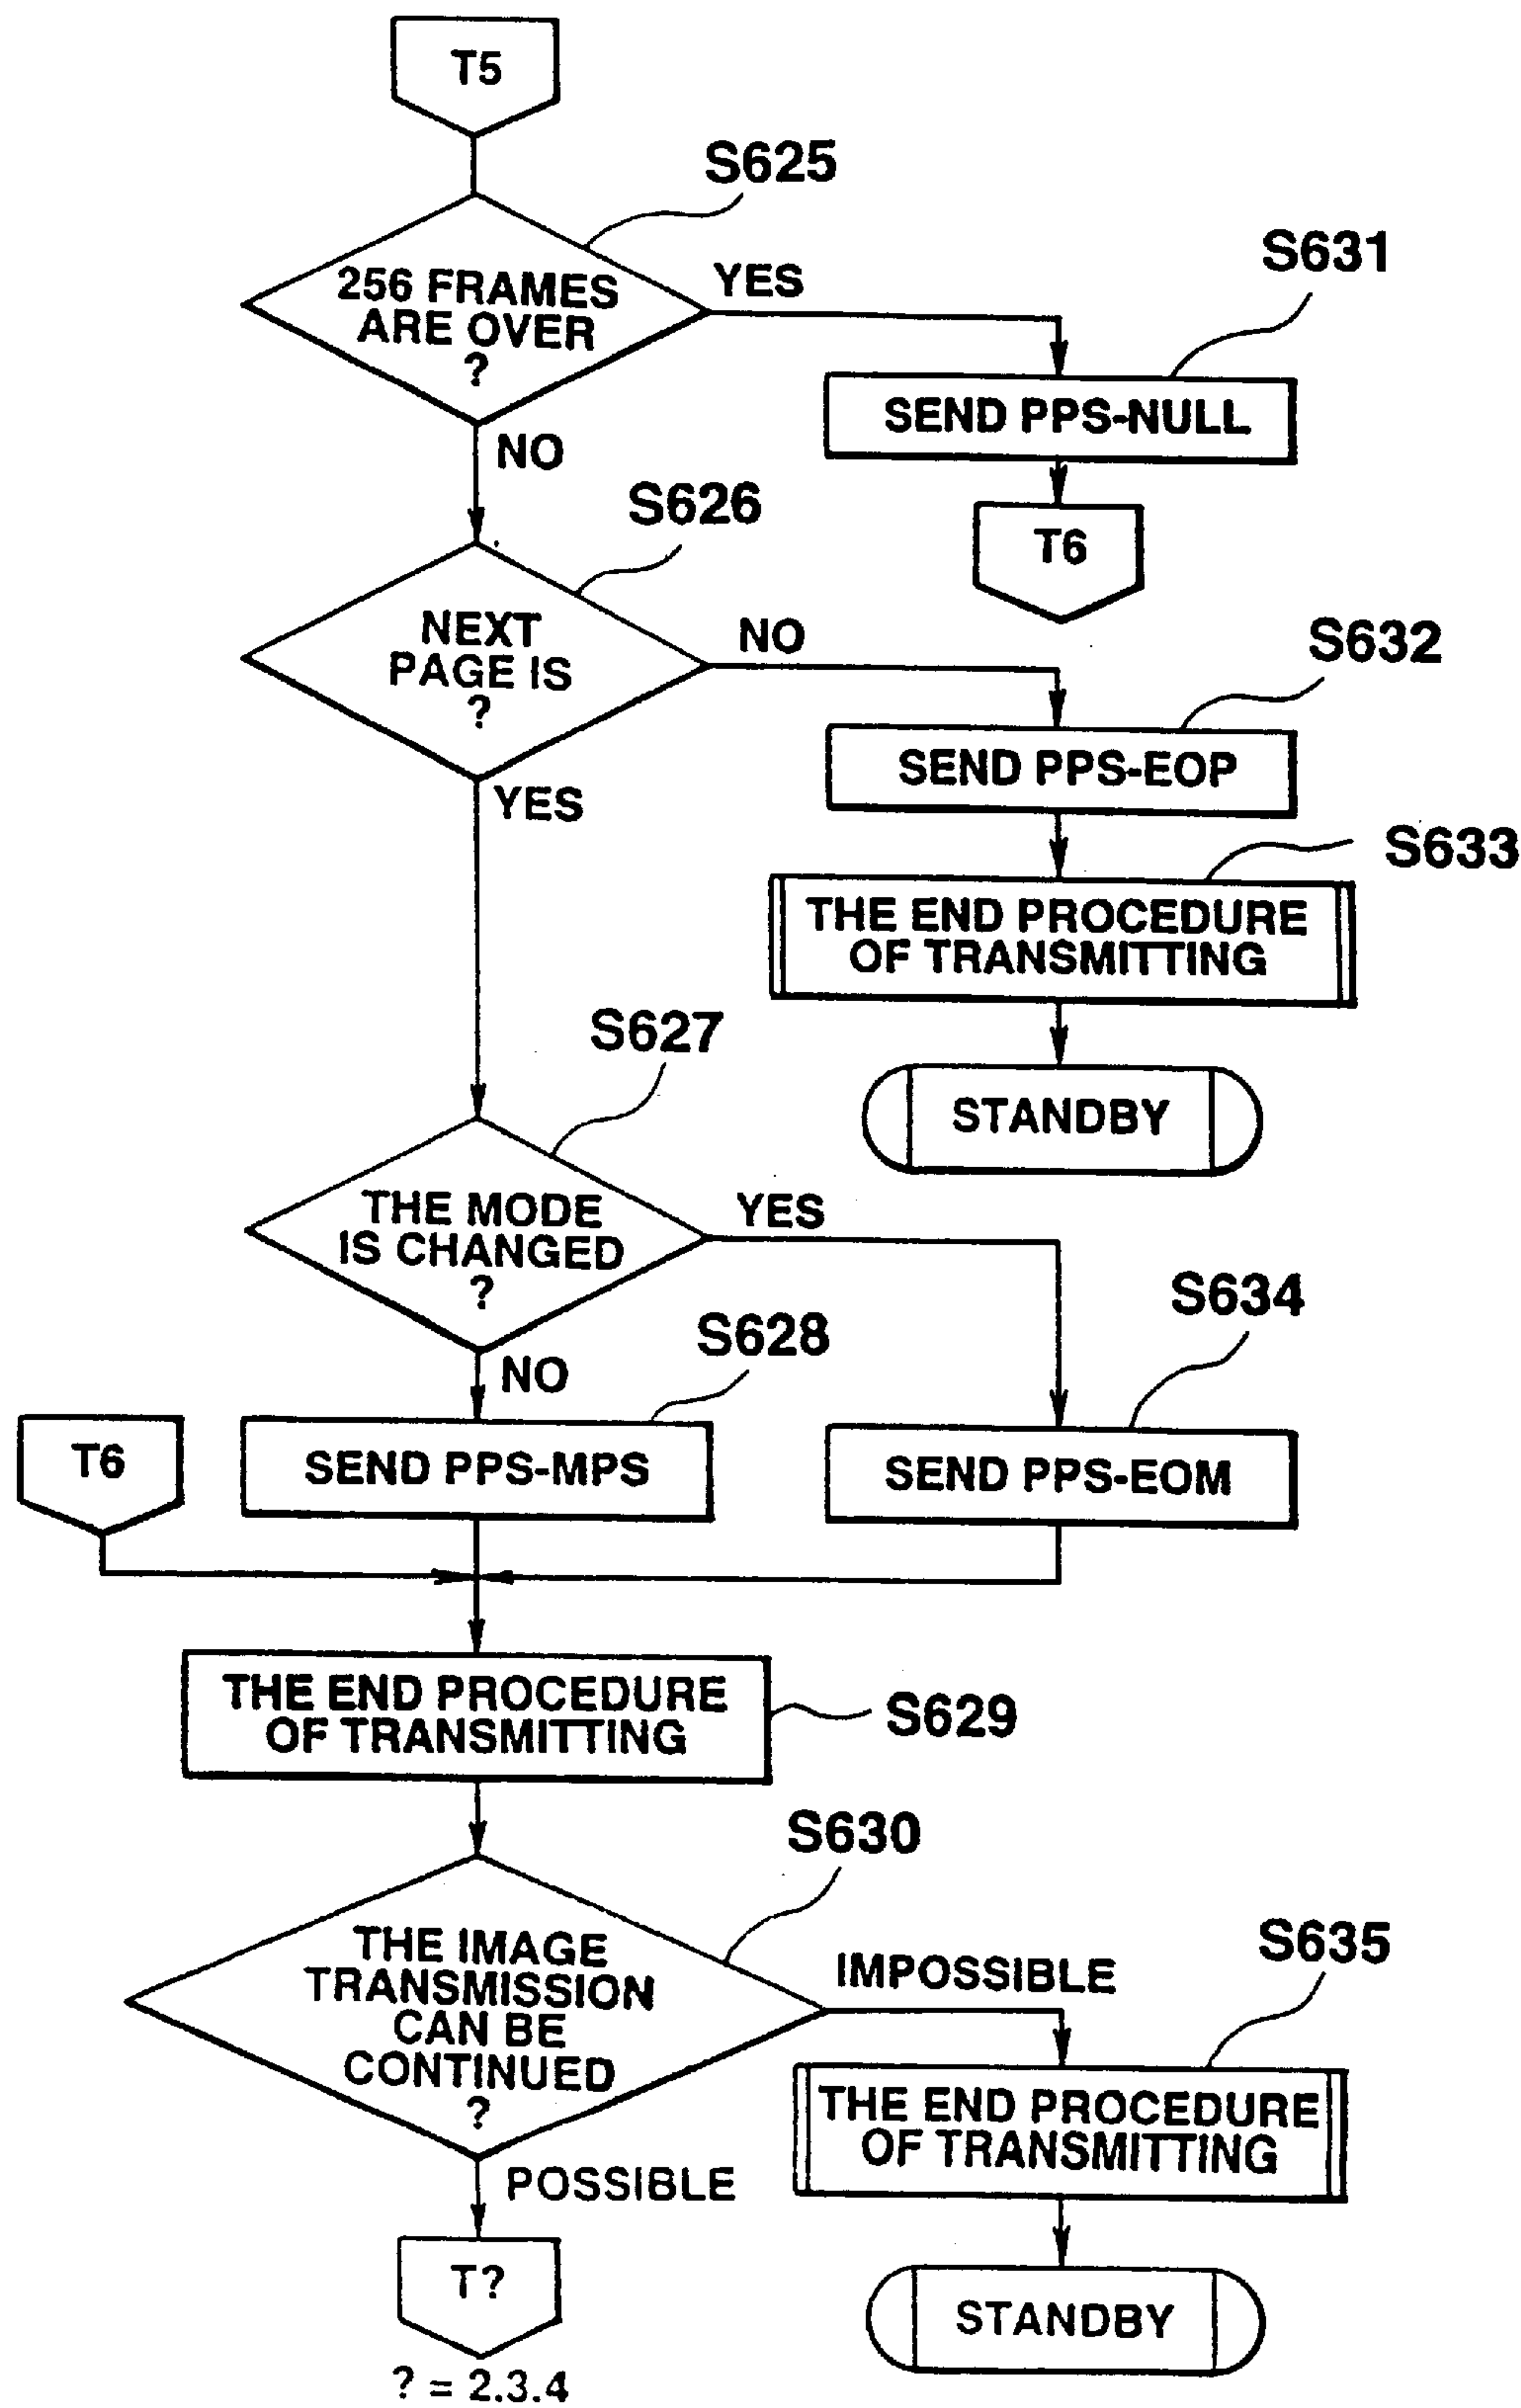 T5
S625
256 FRAMES
ARE OVER
?
YES
S631
SEND PPS-NULL
NO
T6
S626
NEXT
PAGE IS
?
NO
S632
SEND PPS-EOP
YES
S633
THE END PROCEDURE
OF TRANSMITTING
STANDBY
S627
THE MODE
IS CHANGED
?
YES
S634
SEND PPS-EOM
NO
S628
SEND PPS-MPS
T6
THE END PROCEDURE
OF TRANSMITTING
S629
S630
THE IMAGE
TRANSMISSION
CAN BE
CONTINUED
?
IMPOSSIBLE
S635
THE END PROCEDURE
OF TRANSMITTING
STANDBY
POSSIBLE
T?
? = 2.3.4